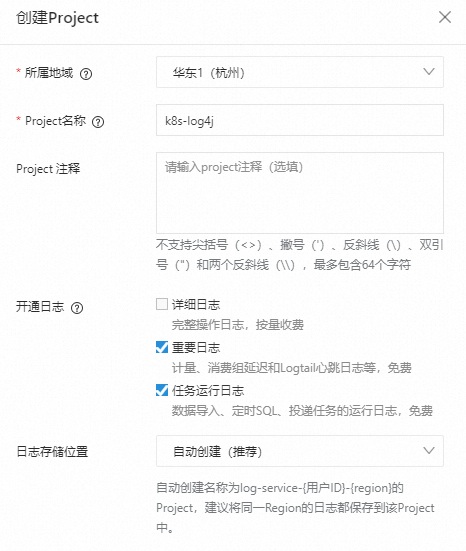 创建Project
* 所属地域
华东1（杭州）
* Project名称
k8s-log4j
Project 注释
请输入project注释（选填）
不支持尖括号（<>）、撇号（'）、反斜线（\）、双引
号（"）和两个反斜线（\\），最多包含64个字符
开通日志
详细日志
完整操作日志，按量收费
重要日志
计量、消费组延迟和Logtail心跳日志等，免费
任务运行日志
数据导入、定时SQL、投递任务的运行日志，免费
日志存储位置
自动创建（推荐）
自动创建名称为log-service-{用户ID}-{region}的
Project，建议将同一Region的日志都保存到该Project
中。